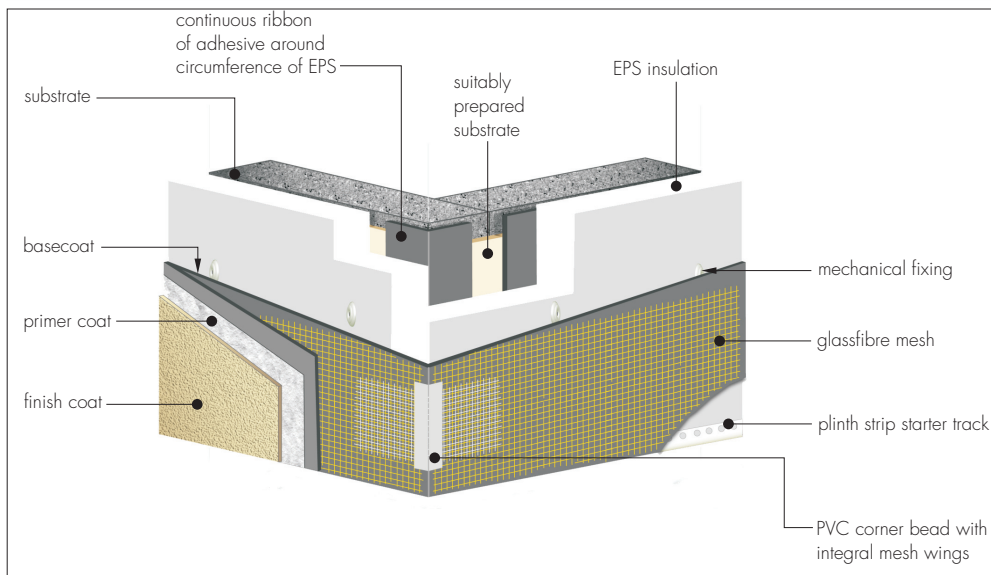 continuous ribbon
of adhesive around
circumference of EPS
EPS insulation
suitably
prepared
substrate
substrate
basecoat
mechanical fixing
primer coat
glassfibre mesh
finish coat
plinth strip starter track
PVC corner bead with
integral mesh wings